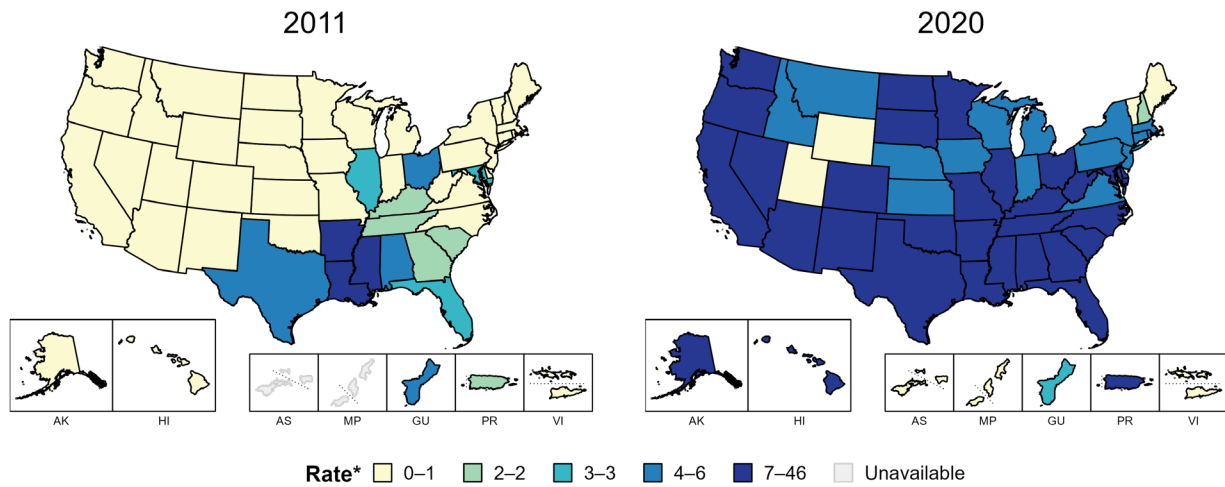 2011 2020
AK HI AS MP GU PR VI AK HI AS MP GU PR VI
Rate* 0–1 2–2 3–3 4–6 7–46 Unavailable